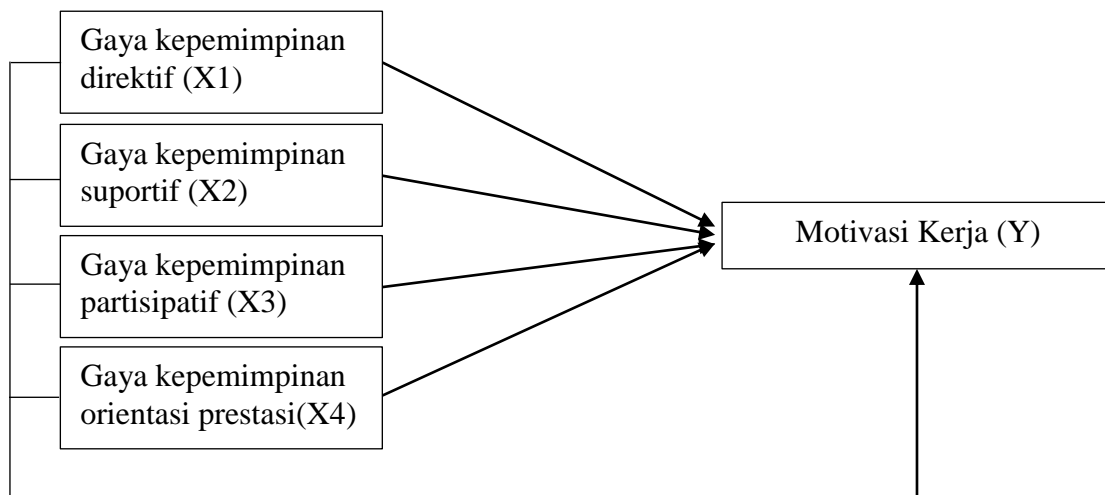 Gaya kepemimpinan
direktif (X1)
Gaya kepemimpinan
suportif (X2)
Gaya kepemimpinan
partisipatif (X3)
Gaya kepemimpinan
orientasi prestasi(X4)
Motivasi Kerja (Y)